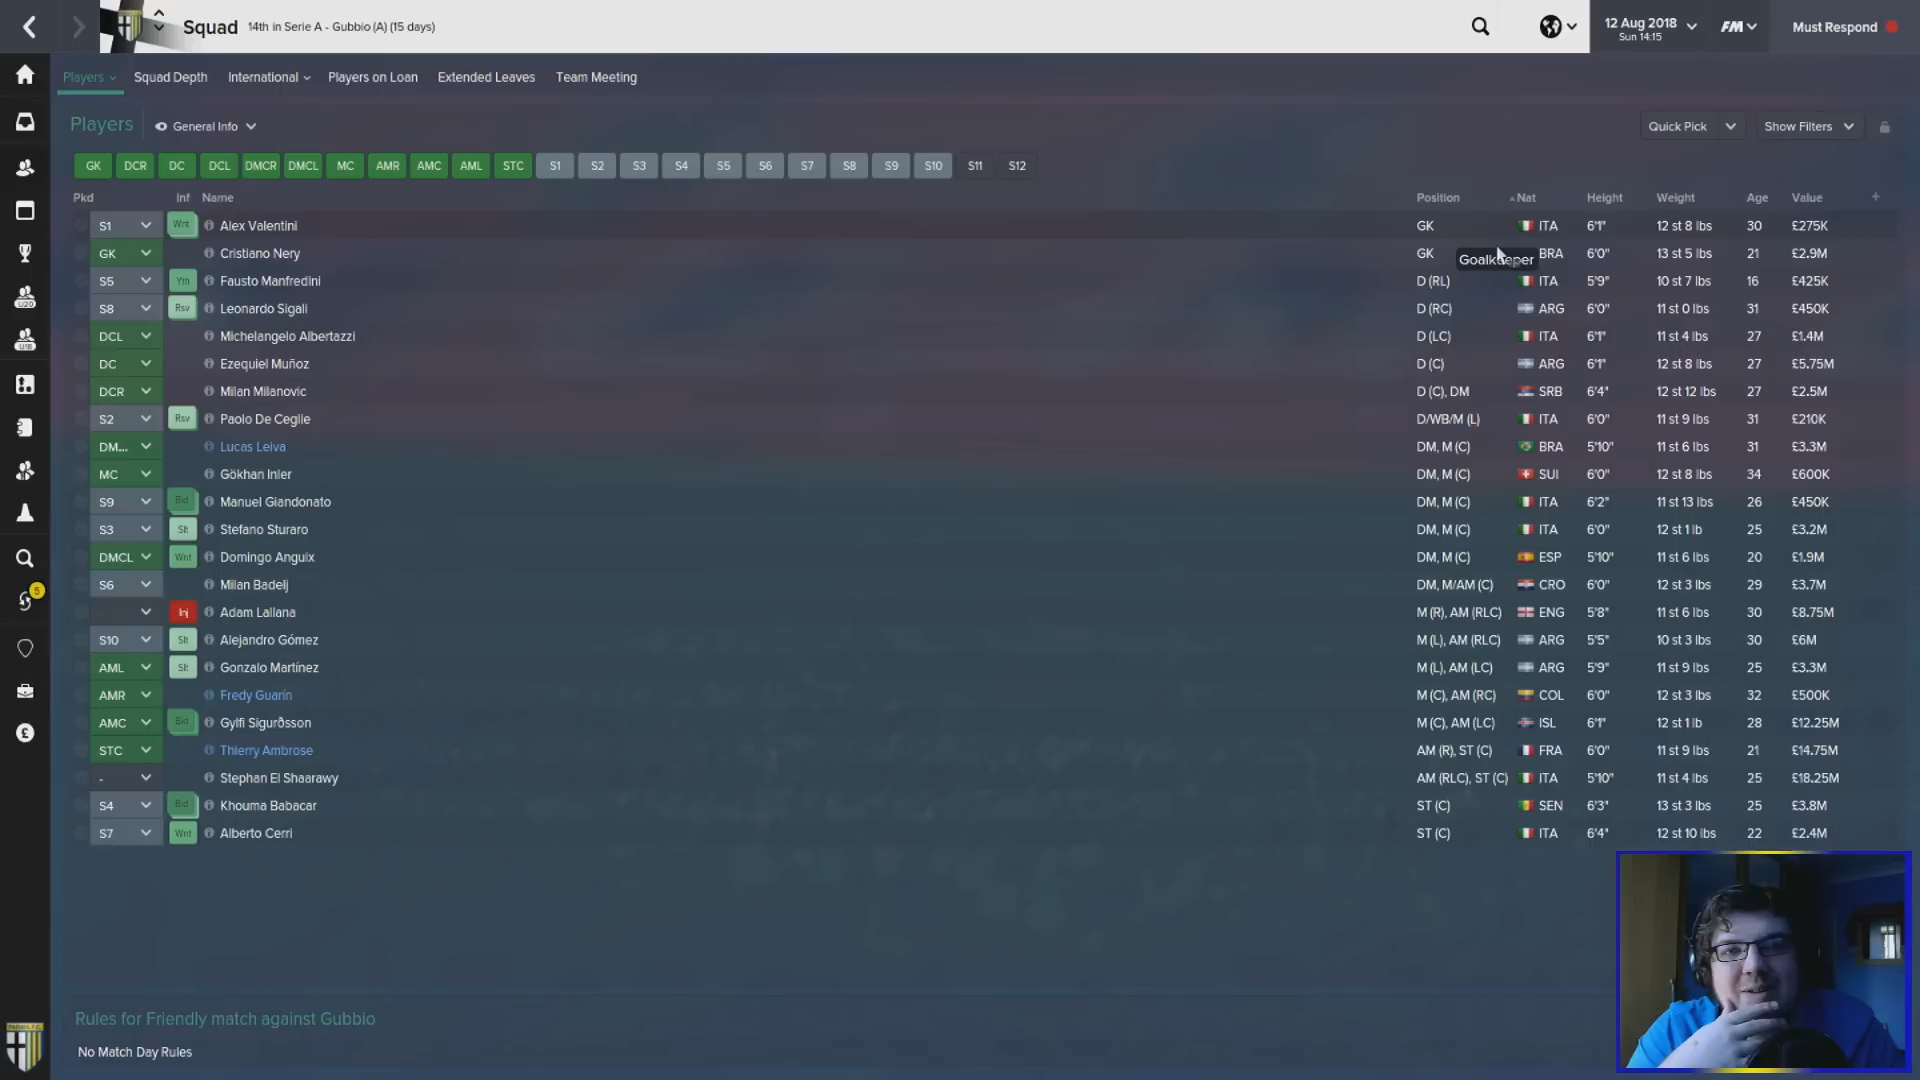 Squad 14th in Serie A - Gubbio (A) (15 days) 12 Aug 2018 FM Must Respond
Sun 14:15
Players Squad Depth International Players on Loan Extended Leaves Team Meeting
Players General Info Quick Pick Show Filters
GK DCR DC DCL DMCR DMCL MC AMR AMC AML STC S1 S2 S3 S4 S5 S6 S7 S8 S9 S10 S11 S12
Pkd Inf Name Position Nat Height Weight Age Value
S1 Wnt Alex Valentini GK ITA 6'1" 12 st 8 lbs 30 £275K
GK Cristiano Nery GK BRA 6'0" 13 st 5 lbs 21 £2.9M
Goalkeeper
S5 Yth Fausto Manfredini D (RL) ITA 5'9" 10 st 7 lbs 16 £425K
S8 Rsv Leonardo Sigali D (RC) ARG 6'0" 11 st 0 lbs 31 £450K
DCL Michelangelo Albertazzi D (LC) ITA 6'1" 11 st 4 lbs 27 £1.4M
DC Ezequiel Muñoz D (C) ARG 6'1" 12 st 8 lbs 27 £5.75M
DCR Milan Milanovic D (C), DM SRB 6'4" 12 st 12 lbs 27 £2.5M
S2 Rsv Paolo De Ceglie D/WB/M (L) ITA 6'0" 11 st 9 lbs 31 £210K
DM... Lucas Leiva DM, M (C) BRA 5'10" 11 st 6 lbs 31 £3.3M
MC Gökhan Inler DM, M (C) SUI 6'0" 12 st 8 lbs 34 £600K
S9 Bid Manuel Giandonato DM, M (C) ITA 6'2" 11 st 13 lbs 26 £450K
S3 Slt Stefano Sturaro DM, M (C) ITA 6'0" 12 st 1 lb 25 £3.2M
DMCL Wnt Domingo Anguix DM, M (C) ESP 5'10" 11 st 6 lbs 20 £1.9M
S6 Milan Badelj DM, M/AM (C) CRO 6'0" 12 st 3 lbs 29 £3.7M
Inj Adam Lallana M (R), AM (RLC) ENG 5'8" 11 st 6 lbs 30 £8.75M
S10 Slt Alejandro Gómez M (L), AM (RLC) ARG 5'5" 10 st 3 lbs 30 £6M
AML Slt Gonzalo Martínez M (L), AM (LC) ARG 5'9" 11 st 9 lbs 25 £3.3M
AMR Fredy Guarín M (C), AM (RC) COL 6'0" 12 st 3 lbs 32 £500K
AMC Bid Gylfi Sigurðsson M (C), AM (LC) ISL 6'1" 12 st 1 lb 28 £12.25M
STC Thierry Ambrose AM (R), ST (C) FRA 6'0" 11 st 9 lbs 21 £14.75M
- Stephan El Shaarawy AM (RLC), ST (C) ITA 5'10" 11 st 4 lbs 25 £18.25M
S4 Bid Khouma Babacar ST (C) SEN 6'3" 13 st 3 lbs 25 £3.8M
S7 Wnt Alberto Cerri ST (C) ITA 6'4" 12 st 10 lbs 22 £2.4M
U20
U18
5
Rules for Friendly match against Gubbio
No Match Day Rules
PARMA F.C.